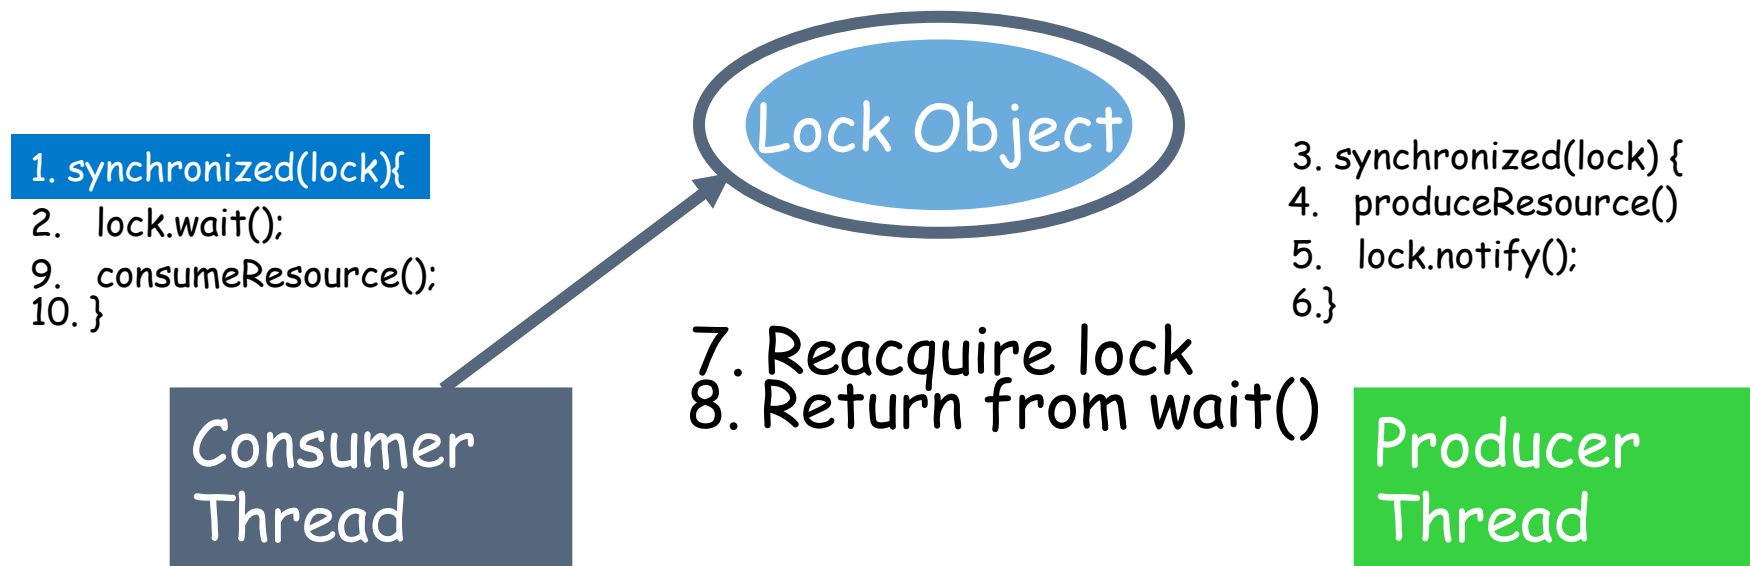 Lock Object
1. synchronized(lock){
2. lock.wait();
9. consumeResource();
10. }
3. synchronized(lock) {
4. produceResource()
5. lock.notify();
6.}
7. Reacquire lock
8. Return from wait()
Consumer
Thread
Producer
Thread